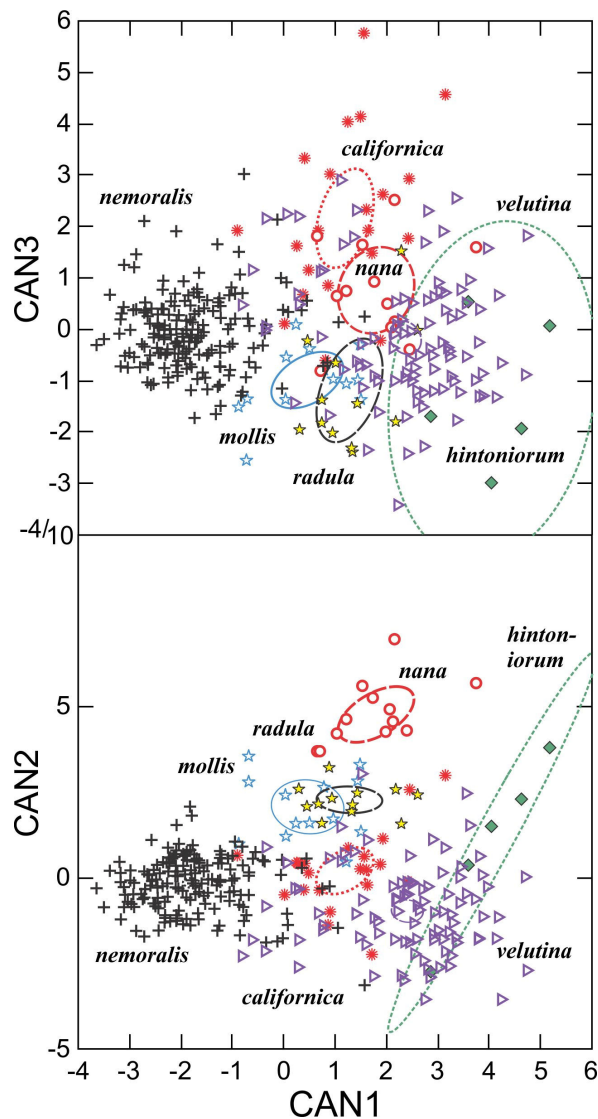 6
5
4
californica
3
nemoralis
velutina
2
CAN3
1
nana
0
-1
mollis
-2
hintoniorum
radula
-3
-4/10
hinton-
iorum
nana
5
radula
mollis
CAN2
0
nemoralis
velutina
californica
-5
-4 -3 -2 -1 0 1 2 3 4 5 6
CAN1